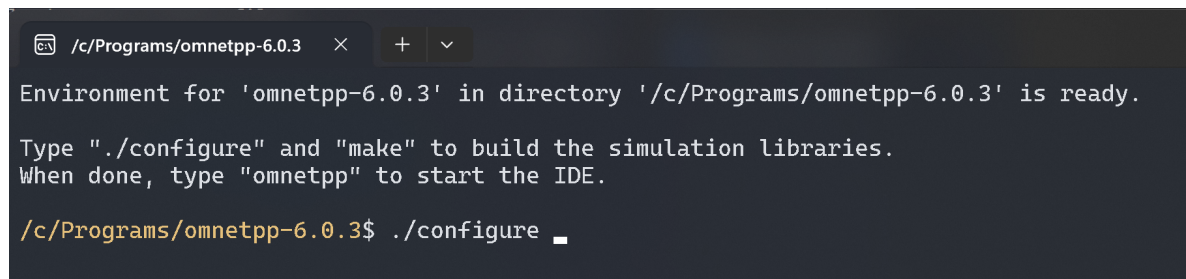 /c/Programs/omnetpp-6.0.3
Environment for 'omnetpp-6.0.3' in directory '/c/Programs/omnetpp-6.0.3' is ready.
Type "./configure" and "make" to build the simulation libraries.
When done, type "omnetpp" to start the IDE.
/c/Programs/omnetpp-6.0.3$ ./configure